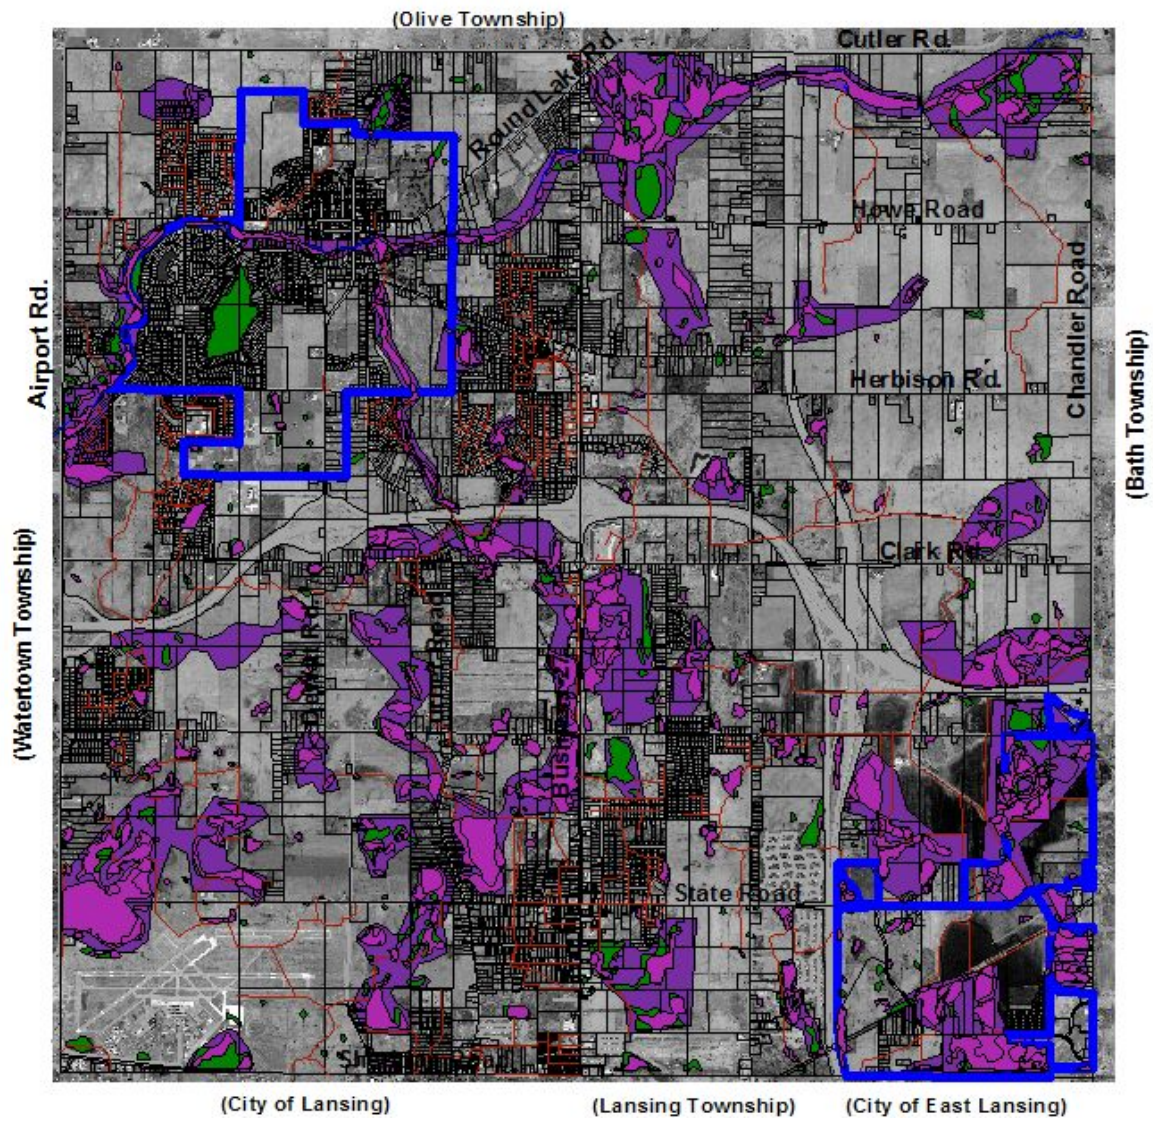 (Olive Township)
Cutler Rd.
Round Lake Rd.
Howe Road
Airport Rd.
Chandler Road
Herbison Rd.
(Bath Township)
Clark Rd.
(Watertown Township)
State Road
(City of Lansing)
(Lansing Township)
(City of East Lansing)